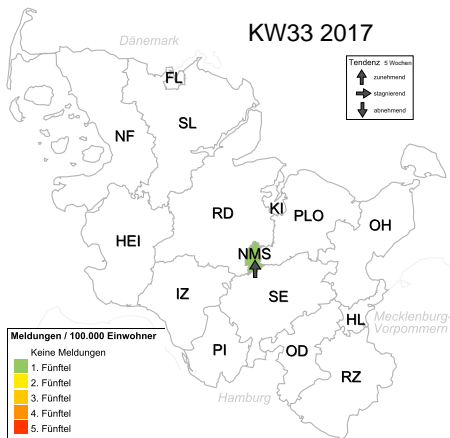 KW33 2017
Dänemark
Tendenz 5 Wochen
zunehmend
stagnierend
abnehmend
FL
SL
NF
RD
KI
PLO
OH
HEI
NMS
IZ
SE
HL
Mecklenburg-
Vorpommern
PI
OD
RZ
Hamburg
Meldungen / 100.000 Einwohner
Keine Meldungen
1. Fünftel
2. Fünftel
3. Fünftel
4. Fünftel
5. Fünftel